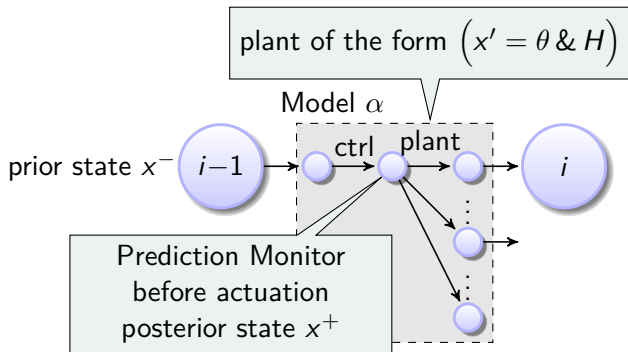 plant of the form (x′ = θ & H)
Model α
ctrl plant
prior state x⁻
i−1
i
Prediction Monitor
before actuation
posterior state x⁺